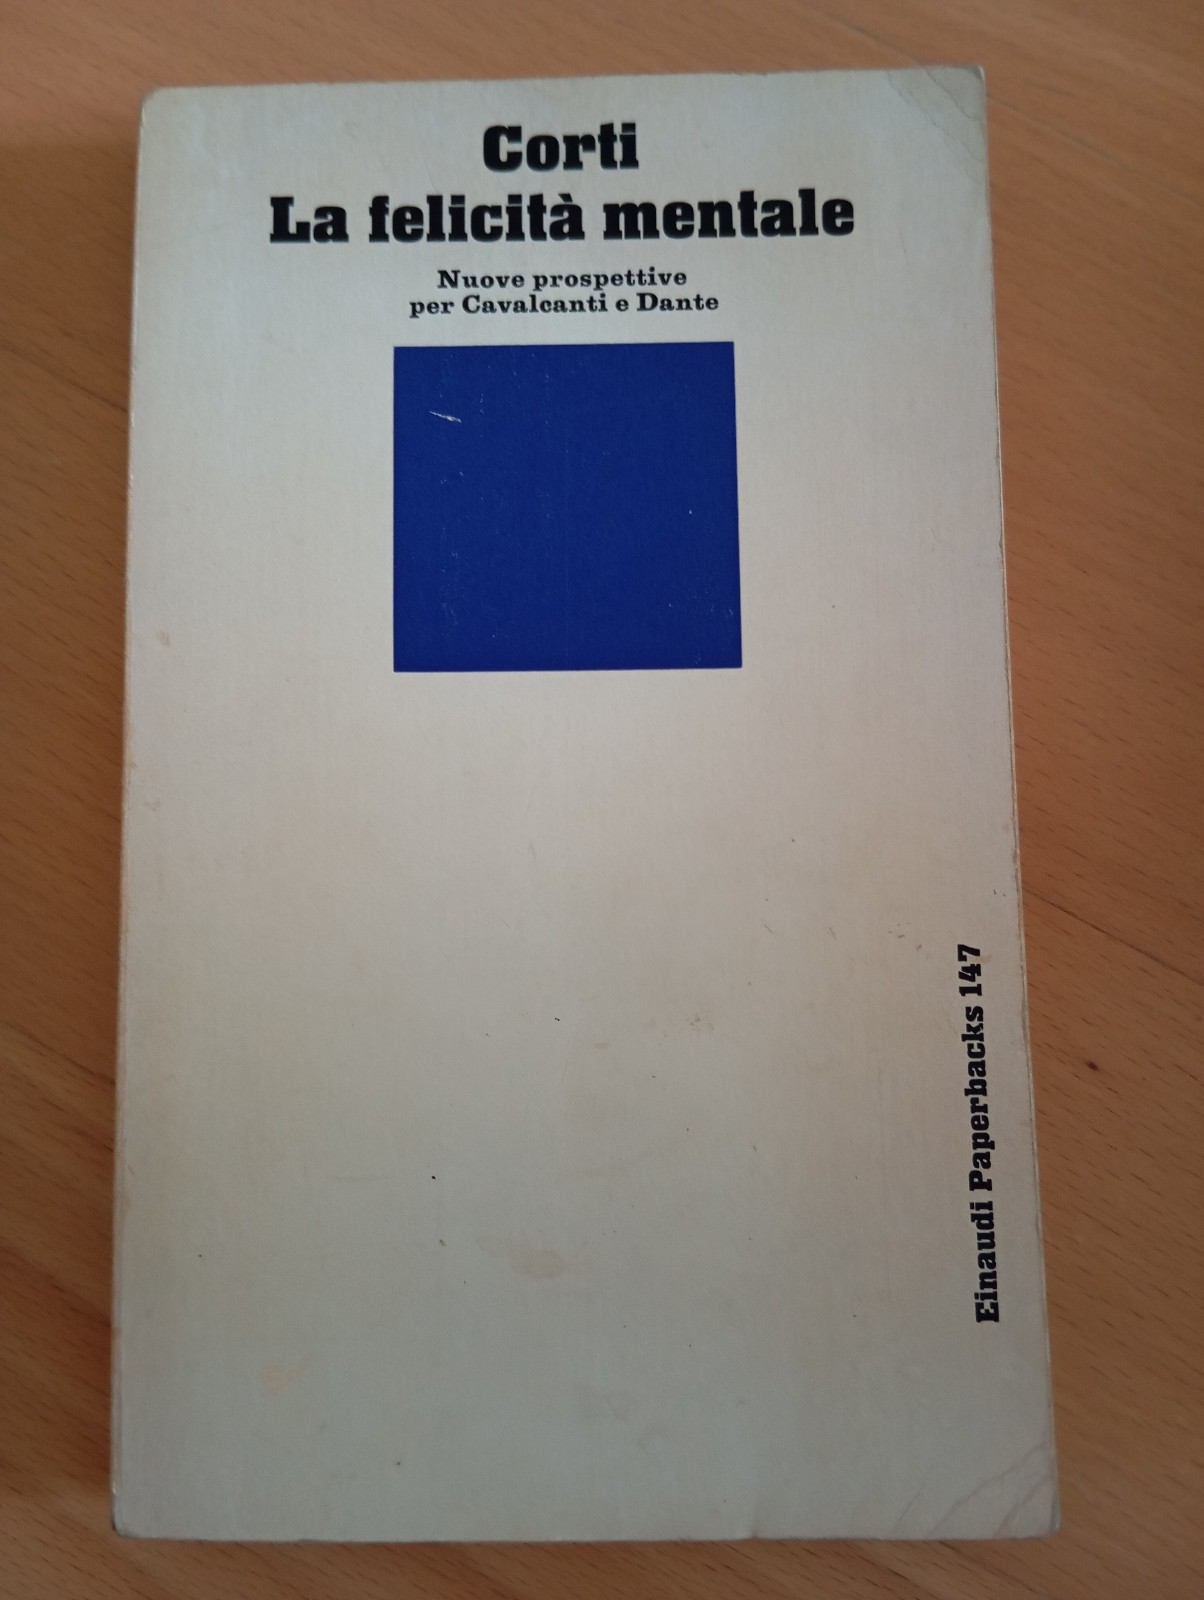 Corti
La felicità mentale
Nuove prospettive
per Cavalcanti e Dante
Einaudi Paperbacks 147